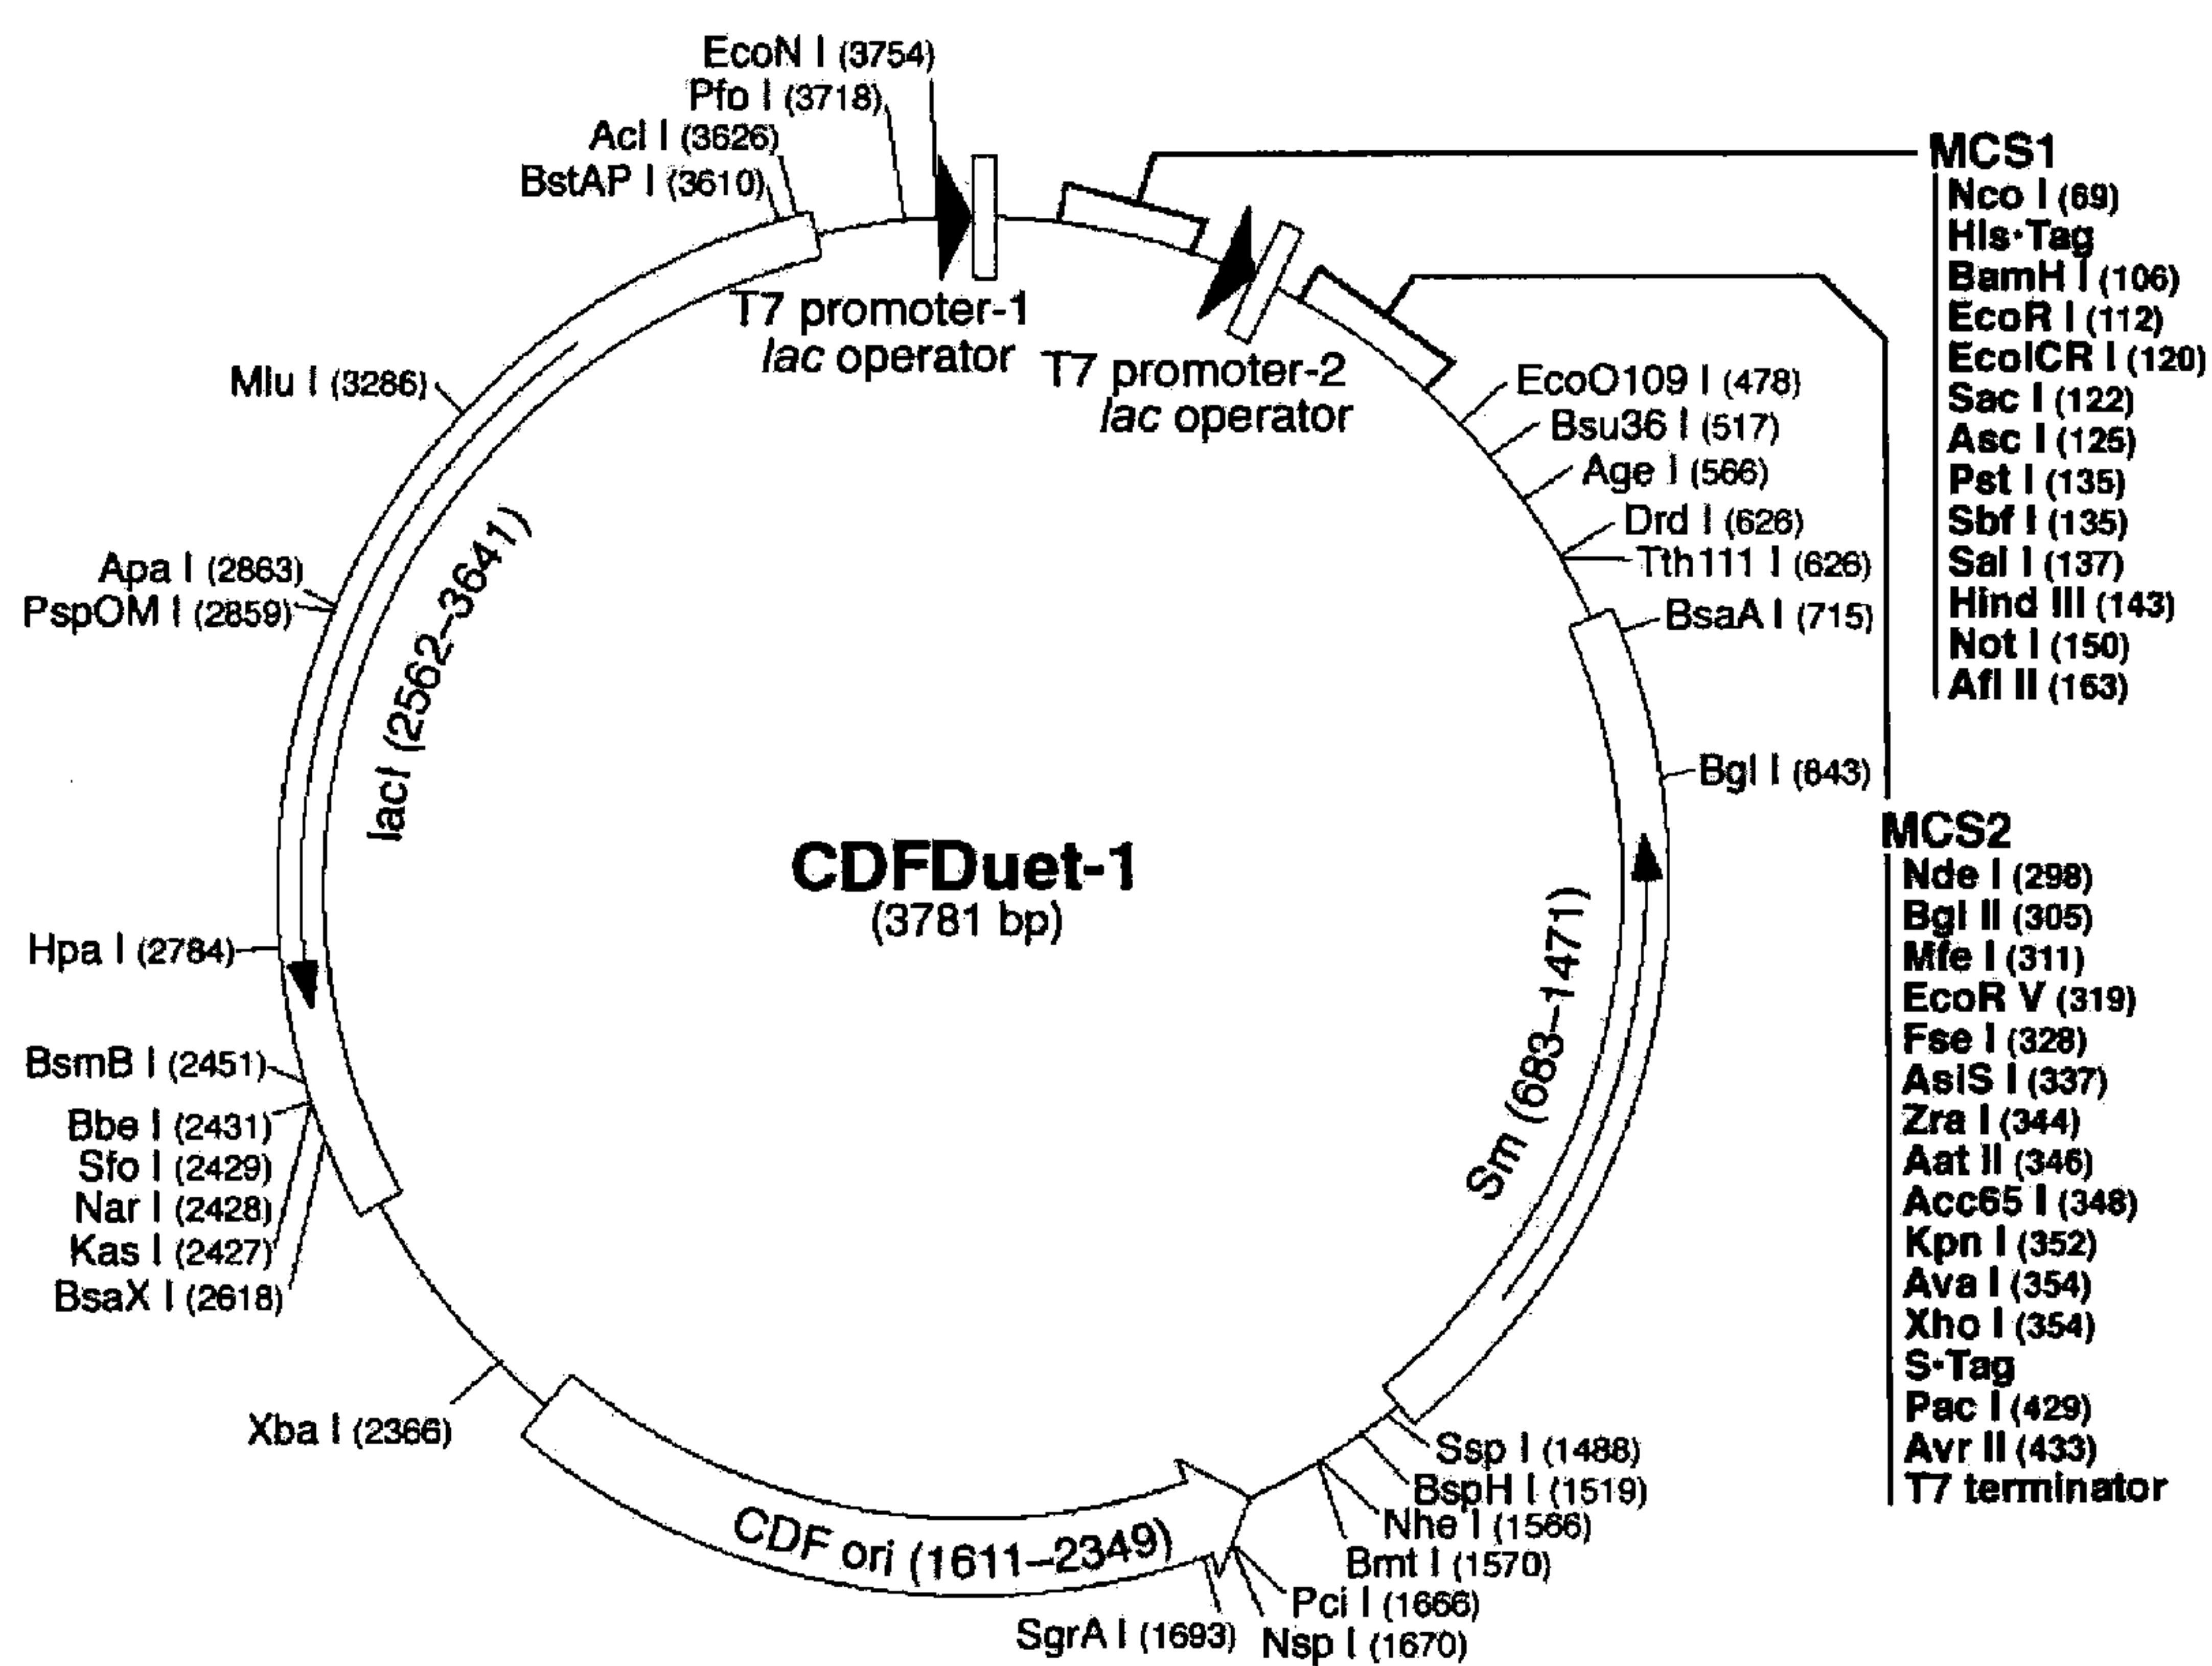 EcoN I (3754)
Pfo I (3718)
Acl I (3626)
BstAP I (3610)
T7 promoter-1
lac operator
T7 promoter-2
lac operator
MCS1
Nco I (69)
His•Tag
BamH I (106)
EcoR I (112)
EcoICR I (120)
Sac I (122)
Asc I (125)
Pst I (135)
Sbf I (135)
Sal I (137)
Hind III (143)
Not I (150)
Afl II (163)
EcoO109 I (478)
Bsu36 I (517)
Age I (566)
Drd I (626)
Tth111 I (626)
BsaA I (715)
Bgl I (843)
MCS2
Nde I (298)
Bgl II (305)
Mfe I (311)
EcoR V (319)
Fse I (328)
AsiS I (337)
Zra I (344)
Aat II (346)
Acc65 I (348)
Kpn I (352)
Ava I (354)
Xho I (354)
S•Tag
Pac I (429)
Avr II (433)
T7 terminator
Mlu I (3286)
Apa I (2863)
PspOM I (2859)
lacI (2562–3641)
CDFDuet-1
(3781 bp)
Sm (683–1471)
Hpa I (2784)
BsmB I (2451)
Bbe I (2431)
Sfo I (2429)
Nar I (2428)
Kas I (2427)
BsaX I (2618)
Xba I (2366)
CDF ori (1611–2349)
Ssp I (1488)
BspH I (1519)
Nhe I (1566)
Bmt I (1570)
Pci I (1666)
Nsp I (1670)
SgrA I (1693)